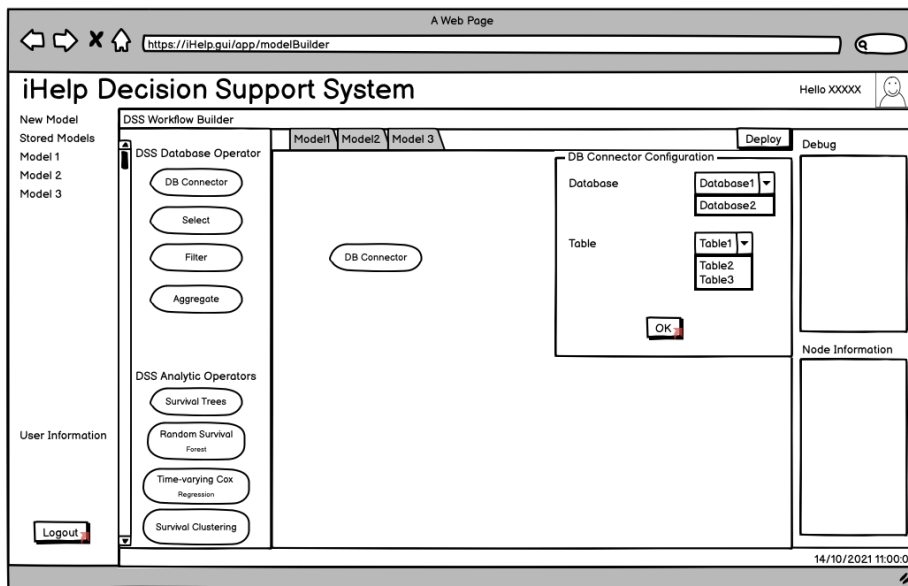 A Web Page
https://iHelp.gui/app/modelBuilder
iHelp Decision Support System
Hello XXXXX
New Model
Stored Models
Model 1
Model 2
Model 3
User Information
Logout
DSS Workflow Builder
DSS Database Operator
DB Connector
Select
Filter
Aggregate
DSS Analytic Operators
Survival Trees
Random Survival
Forest
Time-varying Cox
Regression
Survival Clustering
Model1 Model2 Model 3
Deploy
DB Connector
DB Connector Configuration
Database
Database1
Database2
Table
Table1
Table2
Table3
OK
Debug
Node Information
14/10/2021 11:00:0